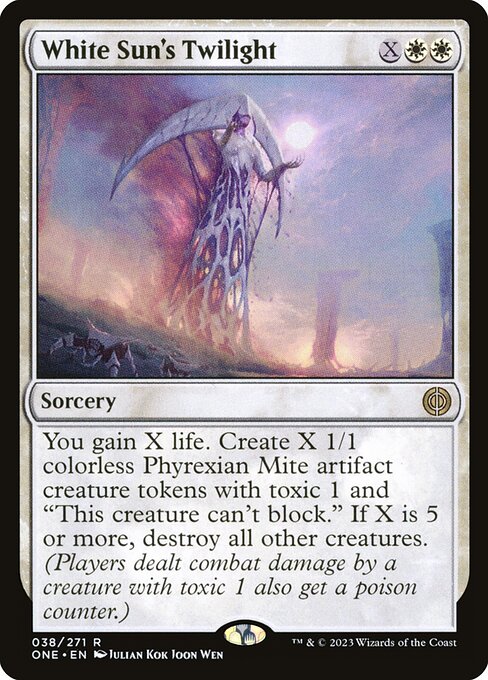 White Sun's Twilight X
Sorcery
You gain X life. Create X 1/1
colorless Phyrexian Mite artifact
creature tokens with toxic 1 and
“This creature can't block.” If X is 5
or more, destroy all other creatures.
(Players dealt combat damage by a
creature with toxic 1 also get a poison
counter.)
038/271 R
ONE • EN Julian Kok Joon Wen
™ & © 2023 Wizards of the Coast